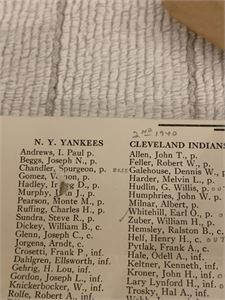 2ND 1940
N. Y. YANKEES
Andrews, I. Paul p.
Beggs, Joseph N., p.
Chandler, Spurgeon, p.
Gomez, Vernon, p.
Hadley, Ir g D., p.
Murphy, J n J., p.
Pearson, Monte M., p.
Ruffing, Charles H., p.
Sundra, Steve R., p.
Dickey, William B., c.
Glenn, Joseph C., c.
Jorgens, Arndt, c.
Crosetti, Frank P., inf.
Dahlgren, Ellsworth, inf.
Gehrig, H. Lou, inf.
Gordon, Joseph L., inf.
Knickerbocker, W., inf.
Rolfe, Robert A., inf.
CLEVELAND INDIANS
Allen, John T., p.
Feller, Robert W., p.
Galehouse, Dennis W., p.
Harder, Melvin L., p.
Hudlin, G. Willis, p.
Humphries, John W., p.
Milnar, Albert, p.
Whitehill, Earl O., p.
Zuber, William H., p.
Hemsley, Ralston B., c.
Helf, Henry H., c.
Pytlak, Frank A., c.
Hale, Odell A., inf.
Keltner, Kenneth, inf.
Kroner, John H., inf.
Lary Lynford H., inf.
Trosky, Hal A., inf.